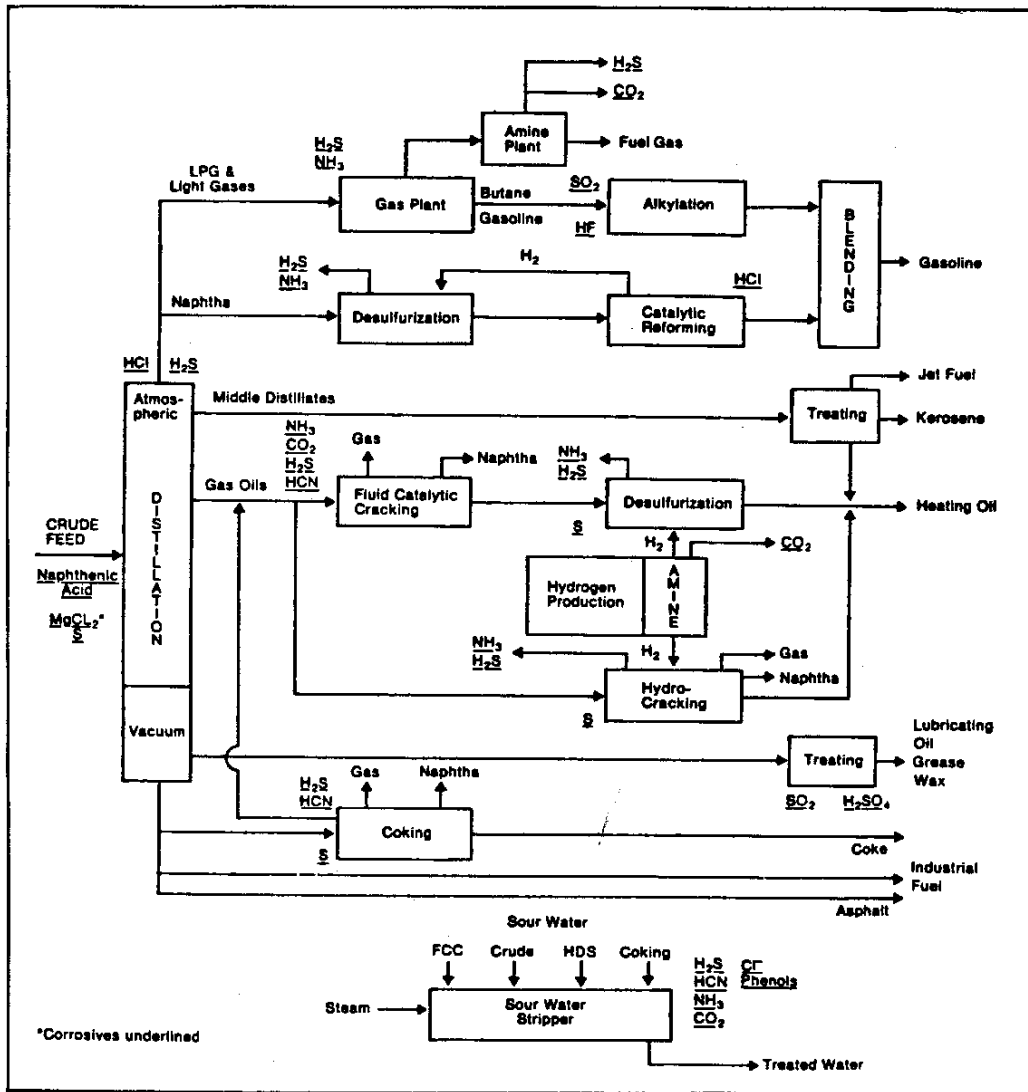 H₂S
CO₂
Amine
Plant
Fuel Gas
H₂S
NH₃
LPG &
Light Gases
Gas Plant
Butane
Gasoline
SO₂
HF
Alkylation
BLENDING
Gasoline
H₂S
NH₃
H₂
HCl
Naphtha
Desulfurization
Catalytic
Reforming
HCl H₂S
Atmos-
pheric
DISTILLATION
Vacuum
Middle Distillates
Treating
Jet Fuel
Kerosene
NH₃
CO₂
H₂S
HCN
Gas
Naphtha
NH₃
H₂S
Gas Oils
Fluid Catalytic
Cracking
Desulfurization
Heating Oil
S
CRUDE
FEED
Naphthenic
Acid
MgCL₂*
S
H₂
CO₂
Hydrogen
Production
AMINE
H₂
NH₃
H₂S
Gas
Naphtha
Hydro-
Cracking
S
Treating
Lubricating
Oil
Grease
Wax
SO₂ H₂SO₄
H₂S
HCN
Gas
Naphtha
Coking
S
Coke
Industrial
Fuel
Asphalt
Sour Water
FCC Crude HDS Coking
H₂S Cl⁻
HCN Phenols
NH₃
CO₂
Steam
Sour Water
Stripper
Treated Water
*Corrosives underlined